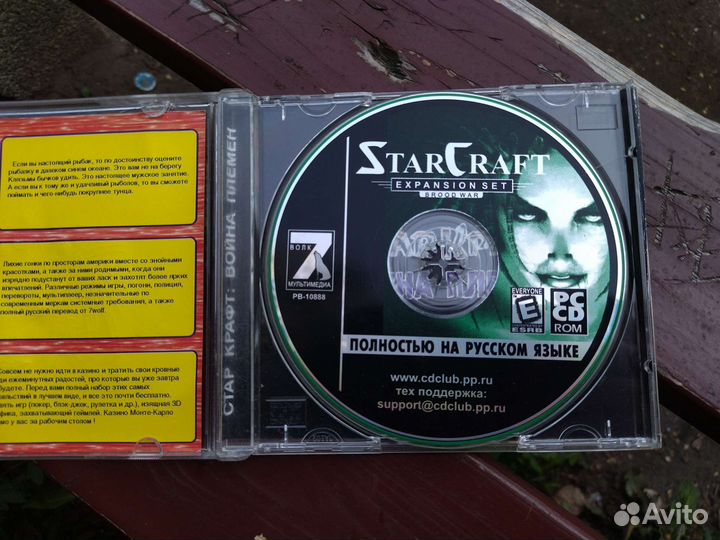 Если вы настоящий рыбак, то по достоинству оцените
рыбалку в далеком синем океане. Это вам не на берегу
бычков удить. Это настоящее мужское занятие.
А если вы к тому же и удачливый рыболов, то вы сможете
поймать и чего-нибудь покрупнее тунца.
Лихие гонки по просторам америки вместо со знойными
красотками, а также за ними родимыми, когда они
изрядно подустанут от ваших ласк и захотят более ярких
впечатлений. Различные режимы игры, погони, полиция,
перевороты, мультиплеер, незначительные по
современным меркам системные требования, а также
полный русский перевод от 7wolf.
Совсем не нужно идти в казино и тратить свои кровные
ди ежеминутных радостей, про которые вы уже завтра
будете. Перед вами полный набор этих самых
ольствий в лучшем виде, и все это почти бесплатно.
ять игр (покер, блэк-джек, рулетка и др.), изящная 3D
фика, захватывающий геймплей. Казино Монте-Карло
мо у вас за рабочим столом !
СТАР КРАФТ: ВОЙНА ПЛЕМЕН
STARCRAFT
EXPANSION SET
BROOD WAR
ВОЛК
7
МУЛЬТИМЕДИА
PB-10888
EVERYONE
E
ESRB
PC
CD
ROM
ПОЛНОСТЬЮ НА РУССКОМ ЯЗЫКЕ
www.cdclub.pp.ru
тех поддержка:
support@cdclub.pp.ru
Avito